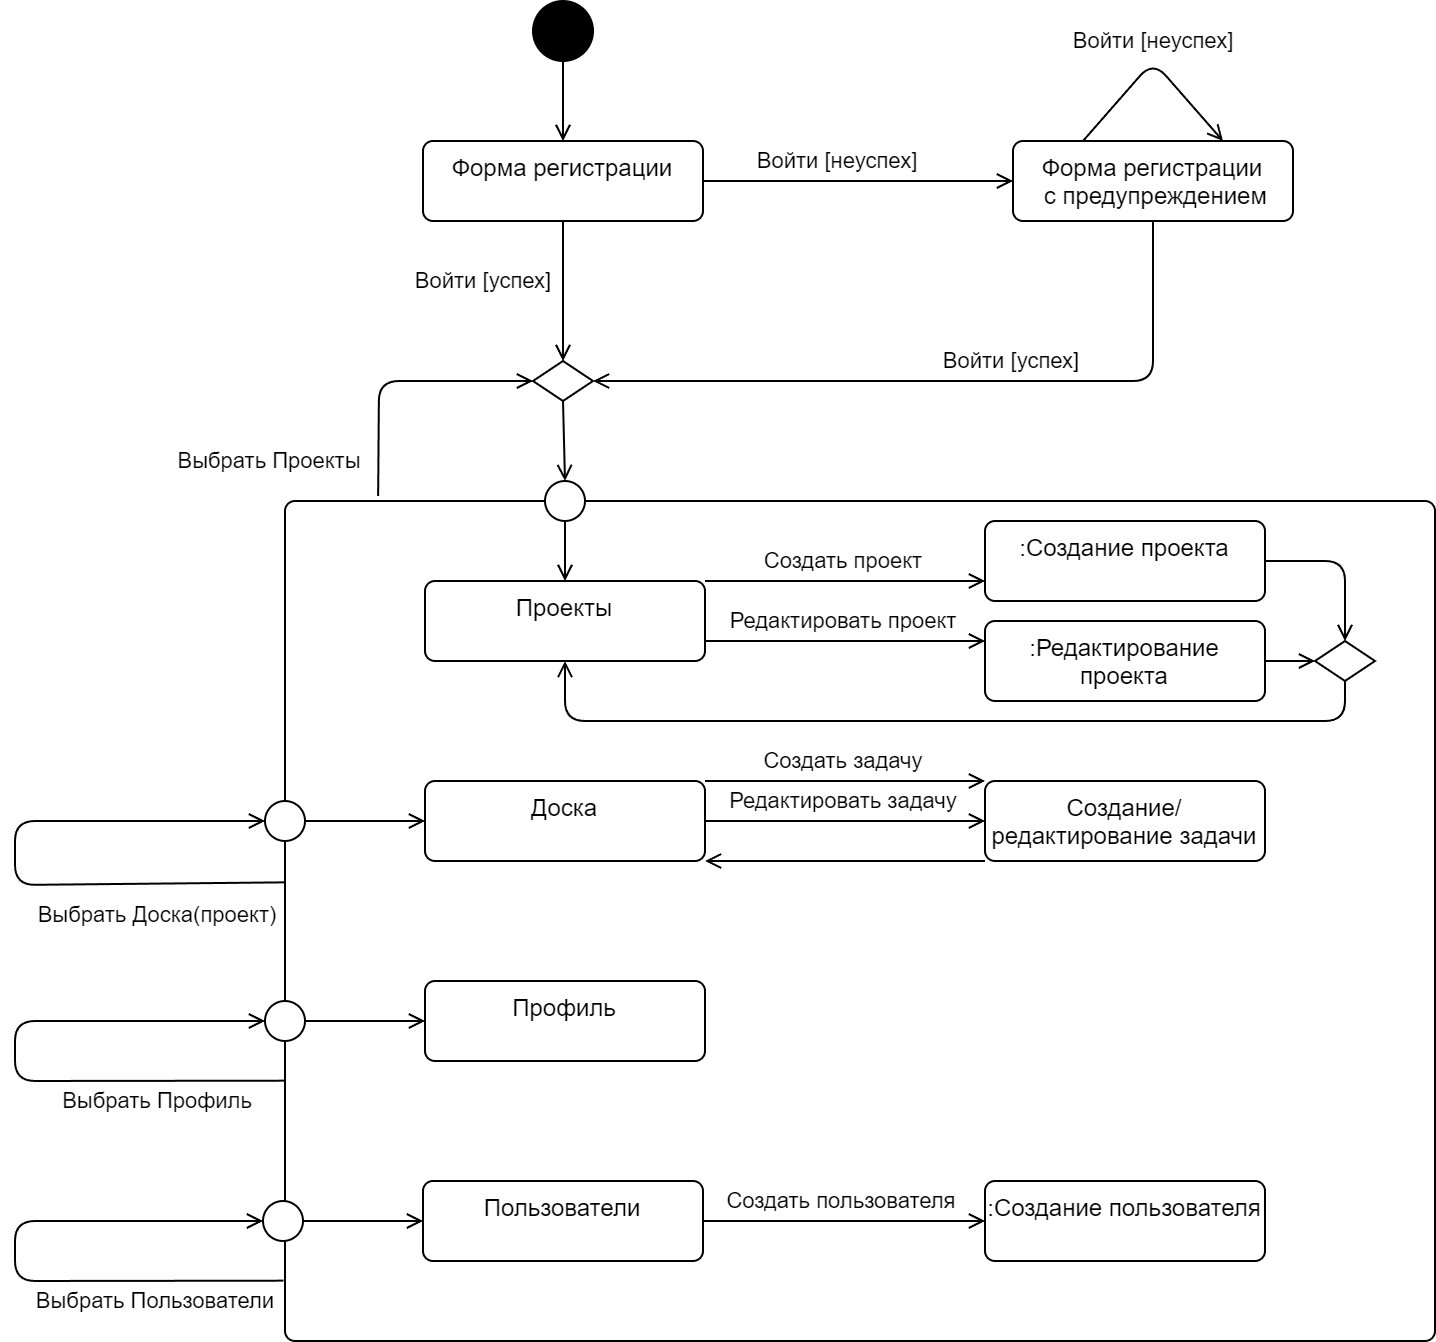 Войти [неуспех]
Форма регистрации
Войти [неуспех]
Форма регистрации
с предупреждением
Войти [успех]
Войти [успех]
Выбрать Проекты
:Создание проекта
Создать проект
Проекты
Редактировать проект
:Редактирование
проекта
Создать задачу
Доска
Редактировать задачу
Создание/
редактирование задачи
Выбрать Доска(проект)
Профиль
Выбрать Профиль
Пользователи
Создать пользователя
:Создание пользователя
Выбрать Пользователи